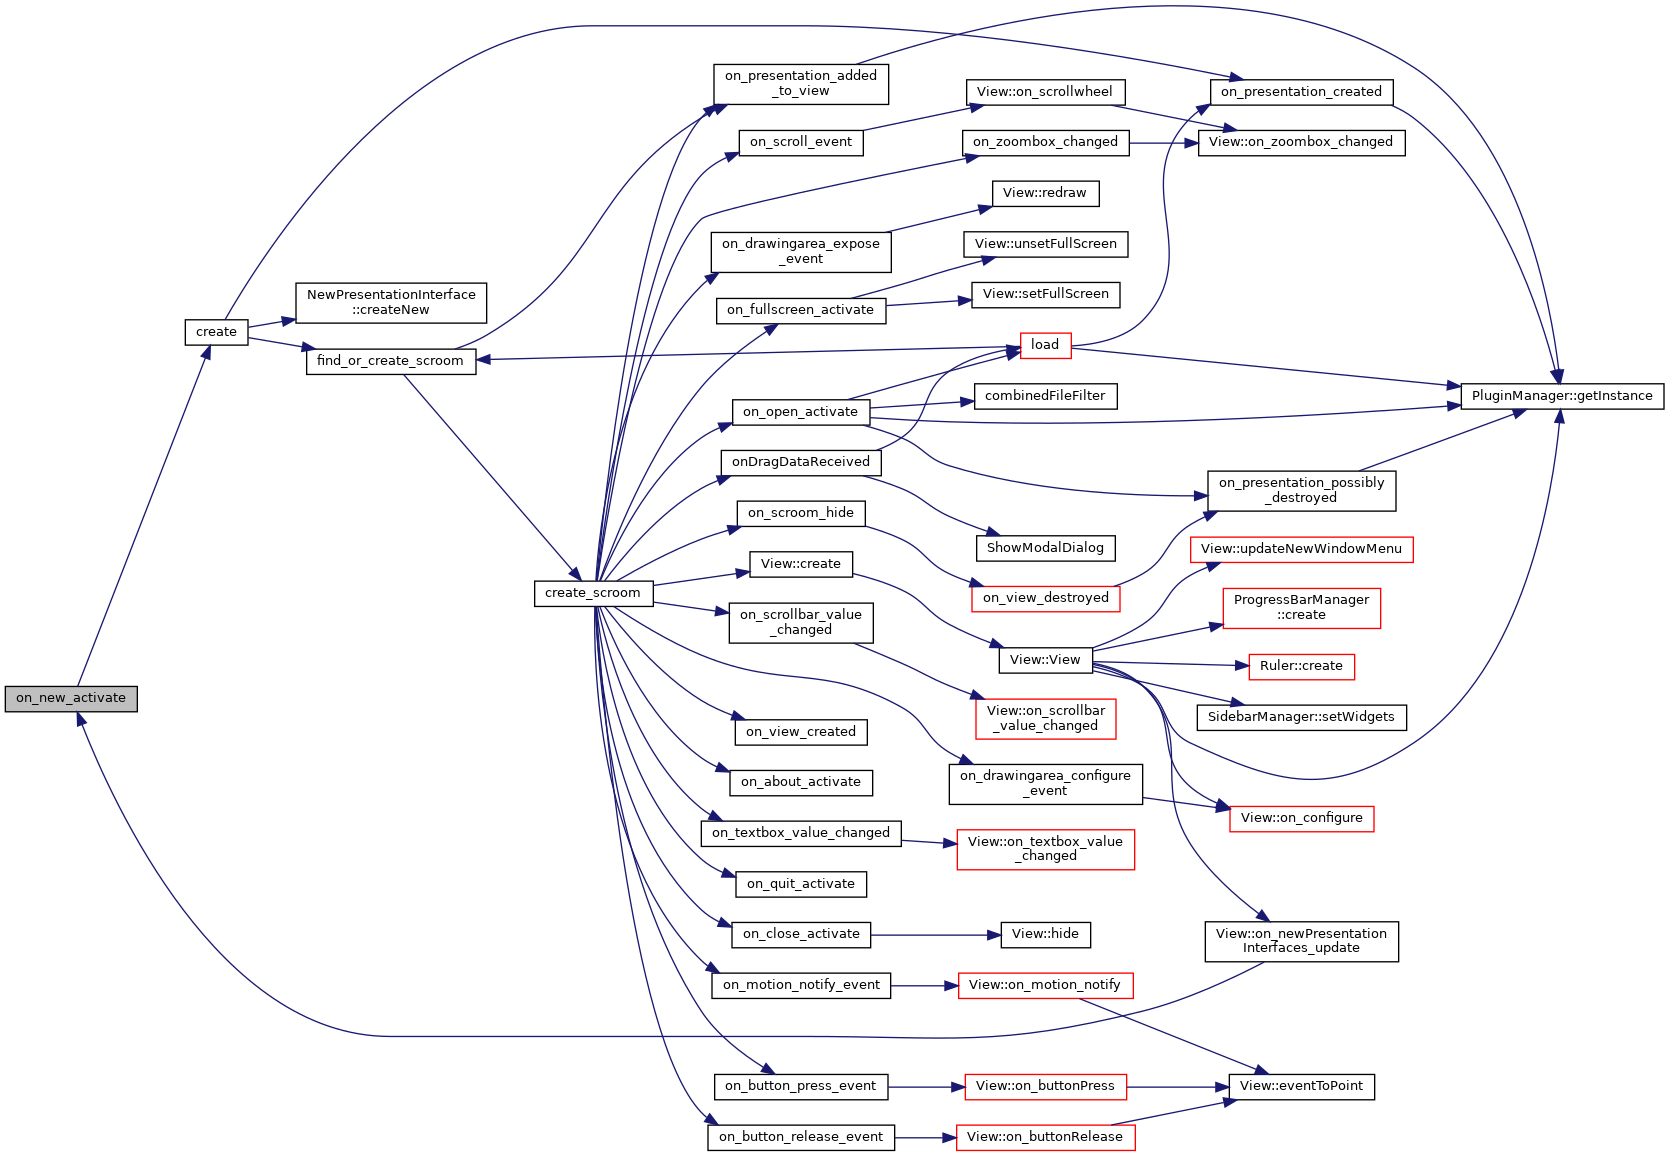 on_new_activate
create
NewPresentationInterface
::createNew
find_or_create_scroom
create_scroom
on_presentation_added
_to_view
on_scroll_event
on_drawingarea_expose
_event
on_fullscreen_activate
on_open_activate
onDragDataReceived
on_scroom_hide
View::create
on_scrollbar_value
_changed
on_view_created
on_about_activate
on_textbox_value_changed
on_quit_activate
on_close_activate
on_motion_notify_event
on_button_press_event
on_button_release_event
View::on_scrollwheel
on_zoombox_changed
View::redraw
View::unsetFullScreen
View::setFullScreen
load
combinedFileFilter
ShowModalDialog
on_view_destroyed
View::View
View::on_scrollbar
_value_changed
on_drawingarea_configure
_event
View::on_textbox_value
_changed
View::hide
View::on_motion_notify
View::on_buttonPress
View::on_buttonRelease
on_presentation_created
View::on_zoombox_changed
on_presentation_possibly
_destroyed
View::updateNewWindowMenu
ProgressBarManager
::create
Ruler::create
SidebarManager::setWidgets
View::on_configure
View::on_newPresentation
Interfaces_update
View::eventToPoint
PluginManager::getInstance